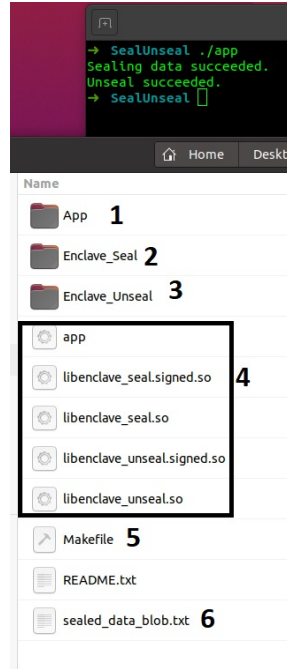 → SealUnseal ./app
Sealing data succeeded.
Unseal succeeded.
→ SealUnseal
Home Deskt
Name
App 1
Enclave_Seal 2
Enclave_Unseal 3
app
libenclave_seal.signed.so 4
libenclave_seal.so
libenclave_unseal.signed.so
libenclave_unseal.so
Makefile 5
README.txt
sealed_data_blob.txt 6